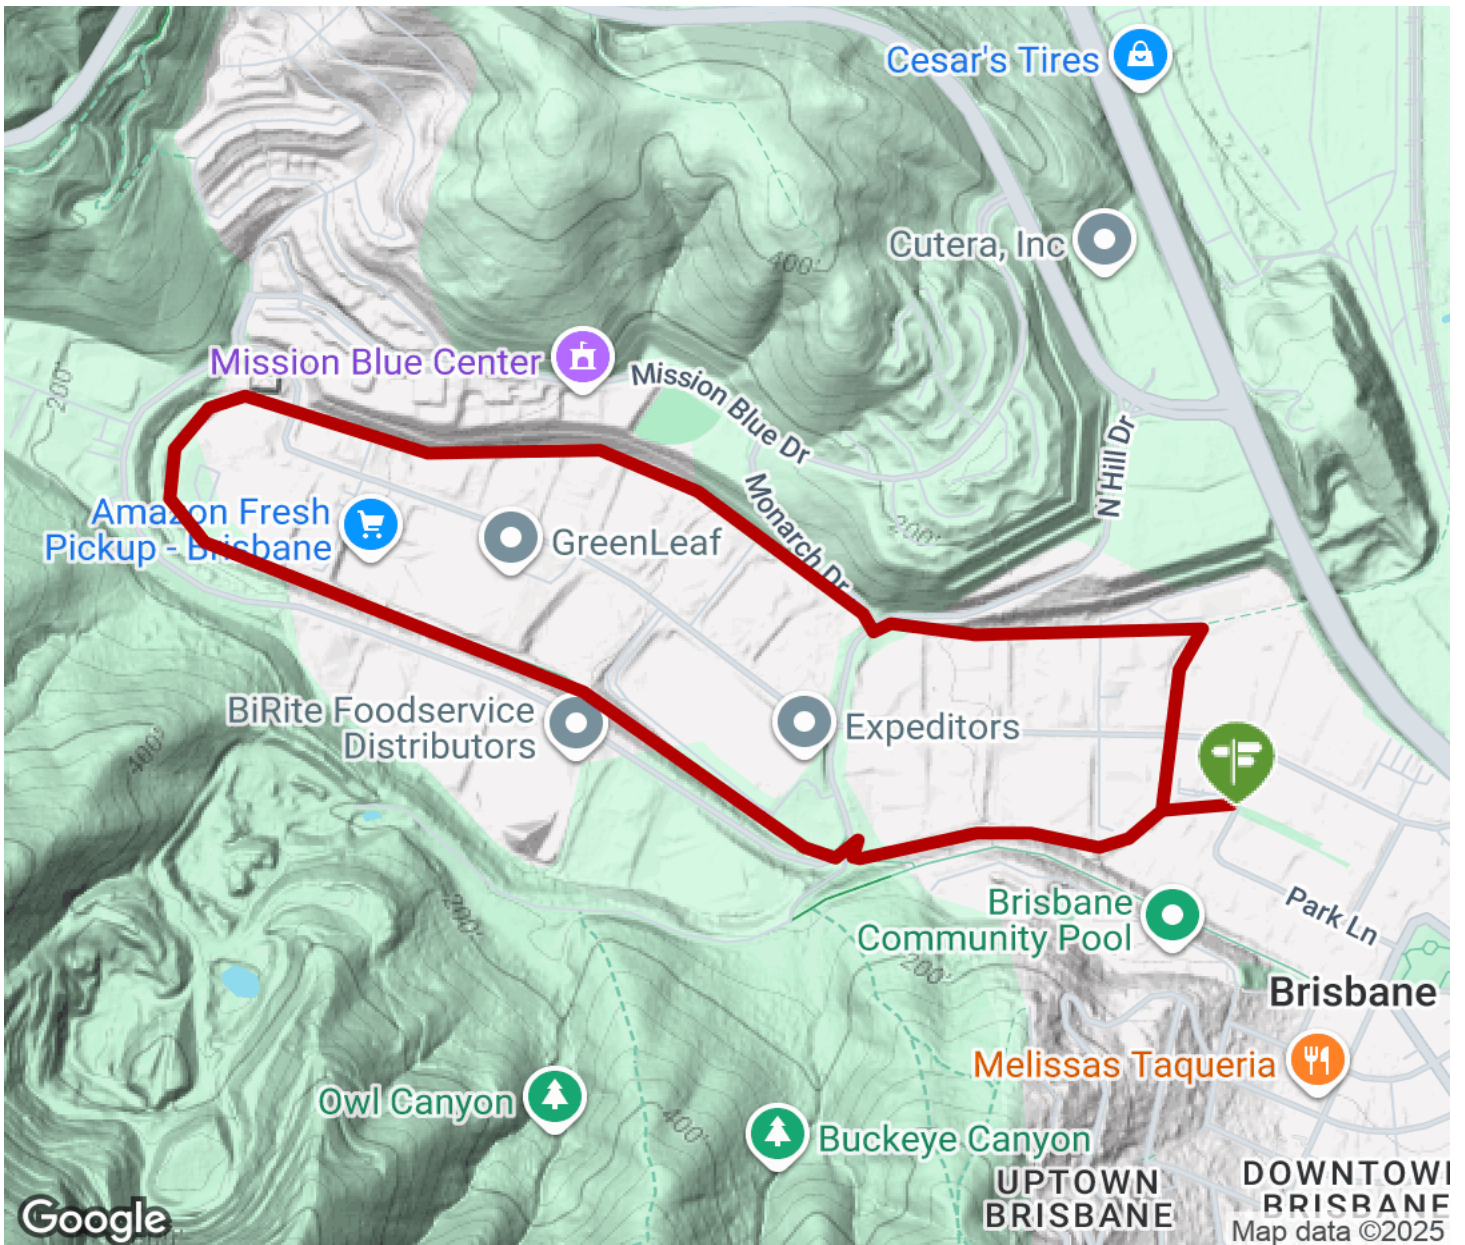 Cesar's Tires
Cutera, Inc
400'
Mission Blue Center
Mission Blue Dr
200'
N Hill Dr
Monarch Dr
200'
Amazon Fresh
Pickup - Brisbane
GreenLeaf
BiRite Foodservice
Distributors
Expeditors
400'
200'
Brisbane
Community Pool
Park Ln
200'
Brisbane
Melissas Taqueria
Owl Canyon
400'
Buckeye Canyon
UPTOWN
BRISBANE
DOWNTOW
BRISBANE
Google
Map data ©2025